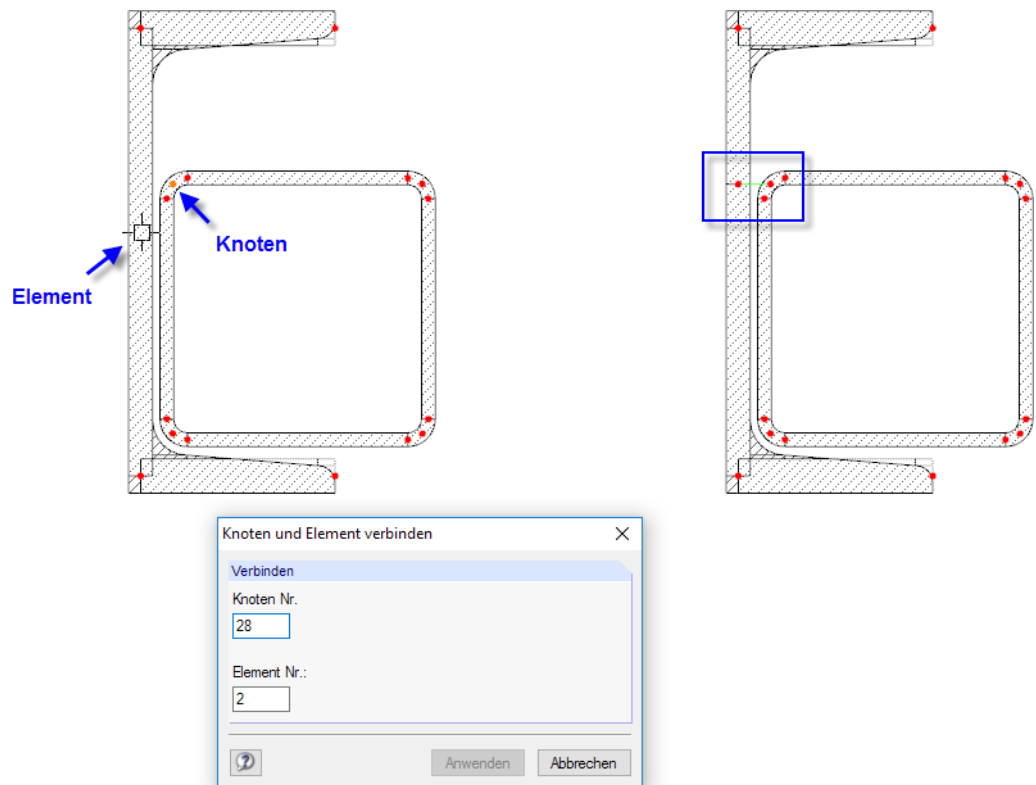 Knoten
Element
Knoten und Element verbinden
Verbinden
Knoten Nr.
28
Element Nr.:
2
Anwenden
Abbrechen